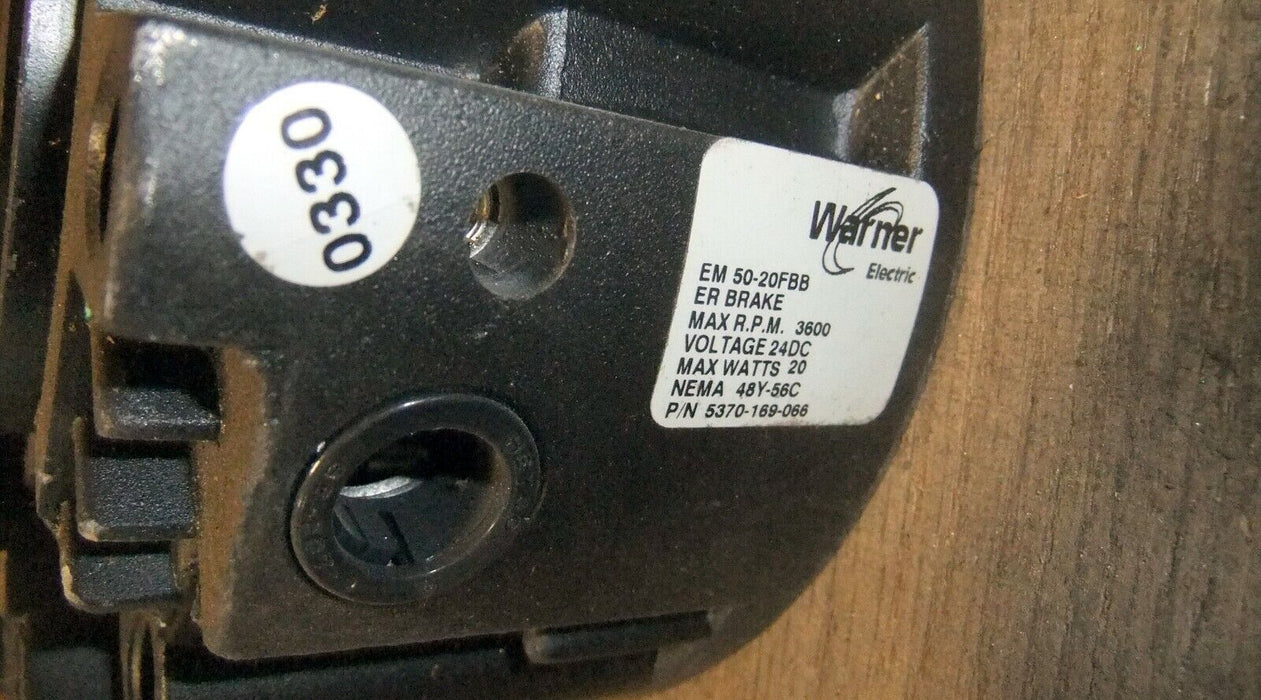 0330
Warner
Electric
EM 50-20FBB
ER BRAKE
MAX R.P.M. 3600
VOLTAGE 24DC
MAX WATTS 20
NEMA 48Y-56C
P/N 5370-169-066